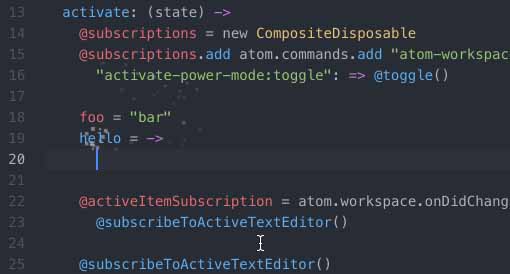 13 activate: (state) ->
14 @subscriptions = new CompositeDisposable
15 @subscriptions.add atom.commands.add "atom-workspac
16 "activate-power-mode:toggle": => @toggle()
17
18 foo = "bar"
19 hello = ->
20
21
22 @activeItemSubscription = atom.workspace.onDidChang
23 @subscribeToActiveTextEditor()
24
25 @subscribeToActiveTextEditor()